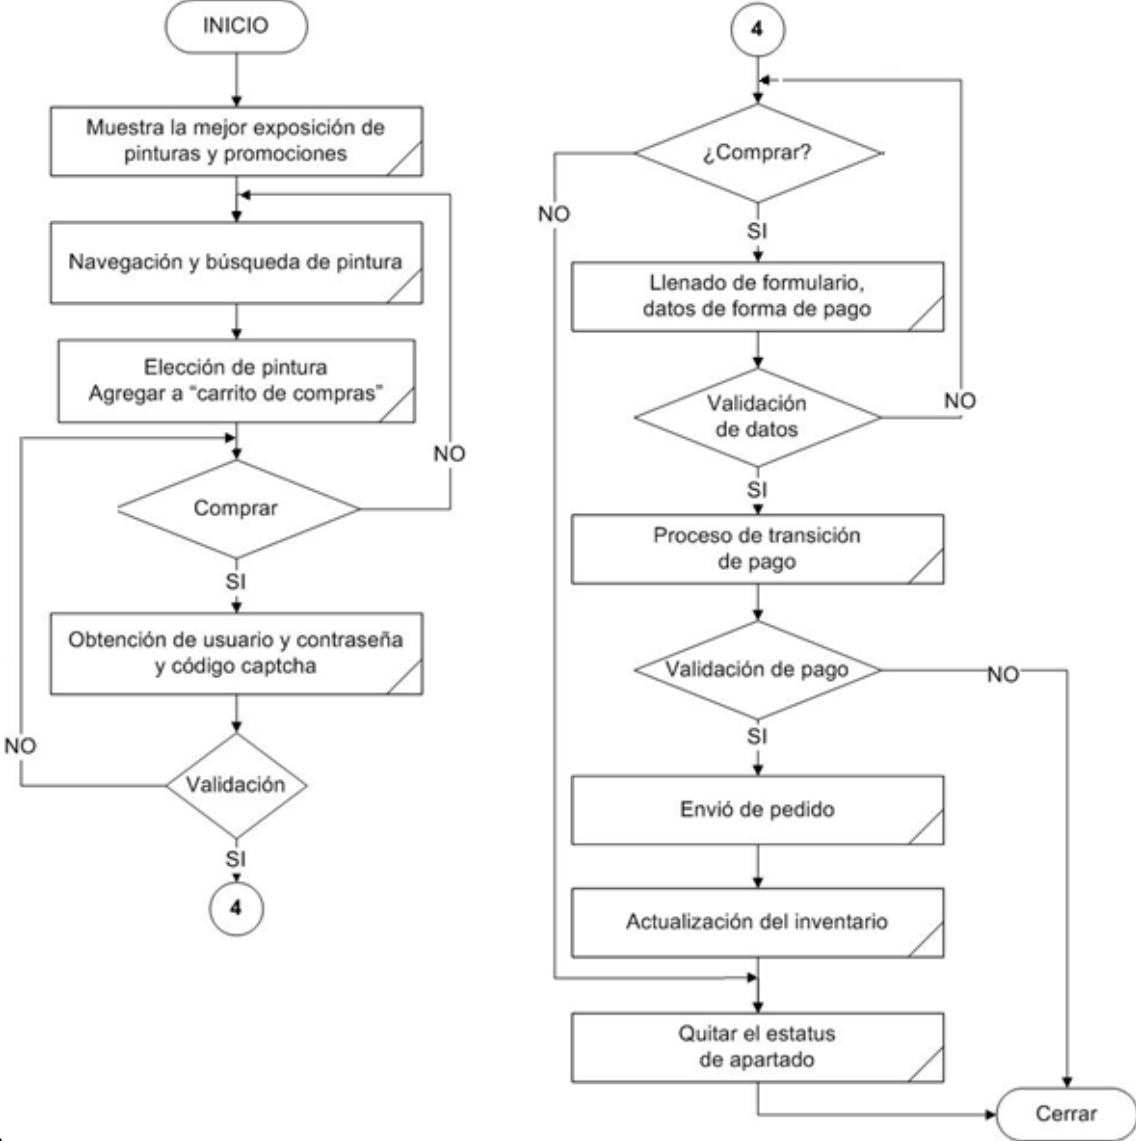 INICIO
Muestra la mejor exposición de
pinturas y promociones
Navegación y búsqueda de pintura
Elección de pintura
Agregar a “carrito de compras”
NO
Comprar
SI
Obtención de usuario y contraseña
y código captcha
NO
Validación
SI
4
4
¿Comprar?
NO
SI
Llenado de formulario,
datos de forma de pago
Validación
de datos
NO
SI
Proceso de transición
de pago
Validación de pago
NO
SI
Envió de pedido
Actualización del inventario
Quitar el estatus
de apartado
Cerrar